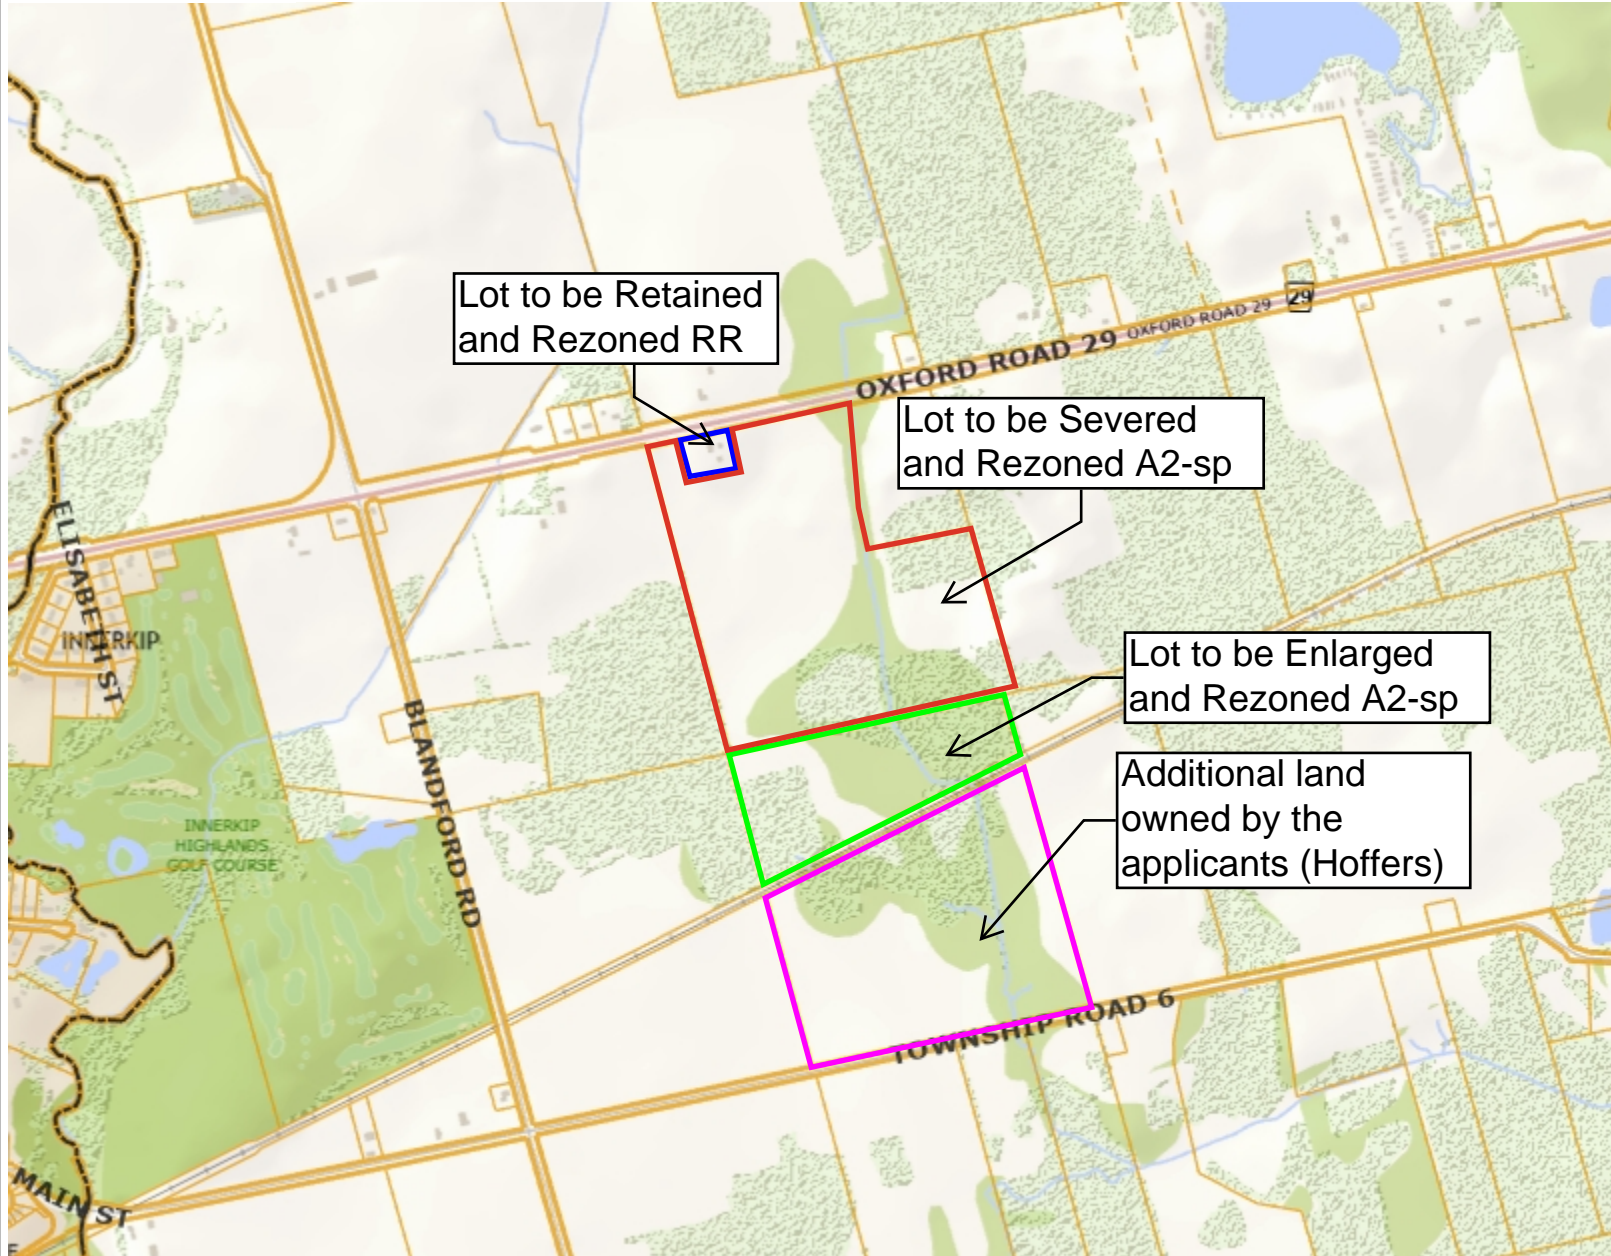 Lot to be Retained
and Rezoned RR
29
OXFORD ROAD 29
OXFORD ROAD 29
Lot to be Severed
and Rezoned A2-sp
ELISABETH ST
INNERKIP
Lot to be Enlarged
and Rezoned A2-sp
BLANDFORD RD
Additional land
owned by the
applicants (Hoffers)
INNERKIP
HIGHLANDS
GOLF COURSE
TOWNSHIP ROAD 6
MAIN ST